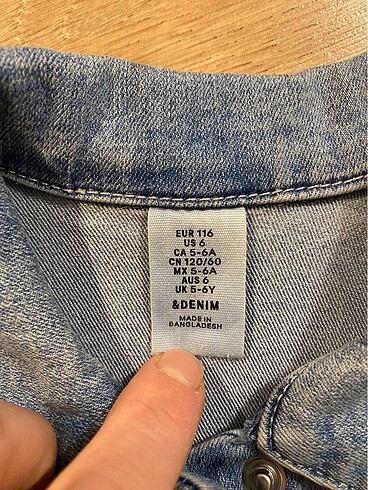 EUR 116
US 6
CA 5-6A
CN 120/60
MX 5-6A
AUS 6
UK 5-6Y
&DENIM
MADE IN
BANGLADESH